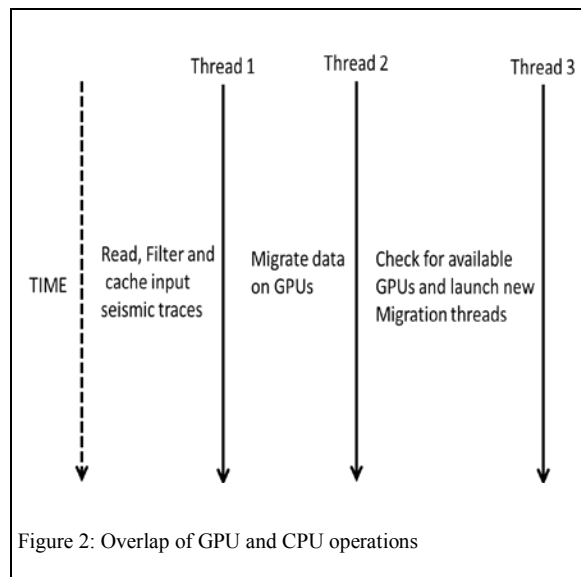 Thread 1
Thread 2
Thread 3
TIME
Read, Filter and
cache input
seismic traces
Migrate data
on GPUs
Check for available
GPUs and launch new
Migration threads
Figure 2: Overlap of GPU and CPU operations